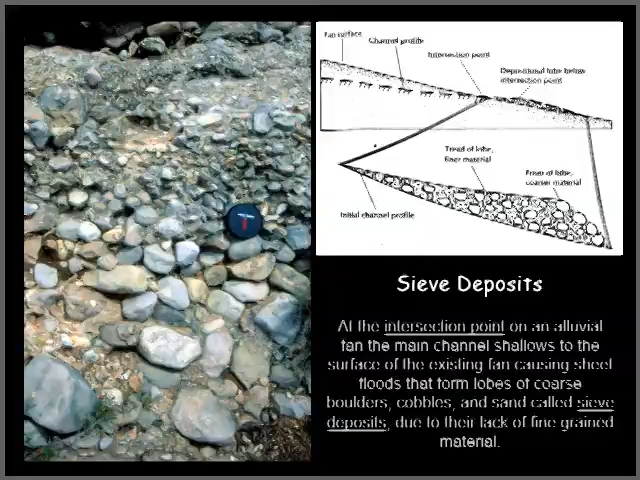 Fan surface
Channel profile
Intersection point
Depositional lobe below
intersection point
Tread of lobe,
finer material
Front of lobe,
coarser material
Initial channel profile
Sieve Deposits
At the intersection point on an alluvial
fan the main channel shallows to the
surface of the existing fan causing sheet
floods that form lobes of coarse
boulders, cobbles, and sand called sieve
deposits, due to their lack of fine grained
material.